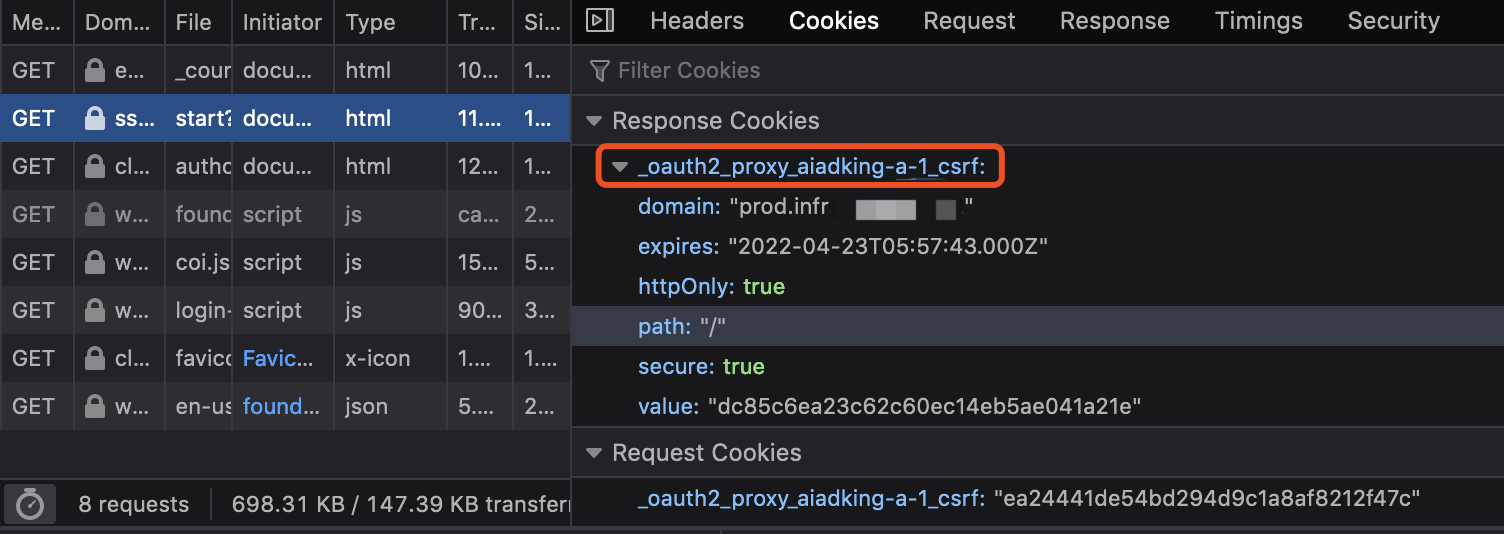 Me... Dom... File Initiator Type Tr... Si...
GET e... _cour docu... html 10... 1...
GET ss... start? docu... html 11.... 1...
GET cl... autho docu... html 12... 1...
GET w... found script js ca... 2...
GET w... coi.js script js 15... 5...
GET w... login- script js 90... 3...
GET cl... favico Favic... x-icon 1.... 1....
GET w... en-us found... json 5.... 2...
8 requests 698.31 KB / 147.39 KB transferr
Headers Cookies Request Response Timings Security
Filter Cookies
Response Cookies
_oauth2_proxy_aiadking-a-1_csrf:
domain: "prod.infr "
expires: "2022-04-23T05:57:43.000Z"
httpOnly: true
path: "/"
secure: true
value: "dc85c6ea23c62c60ec14eb5ae041a21e"
Request Cookies
_oauth2_proxy_aiadking-a-1_csrf: "ea24441de54bd294d9c1a8af8212f47c"